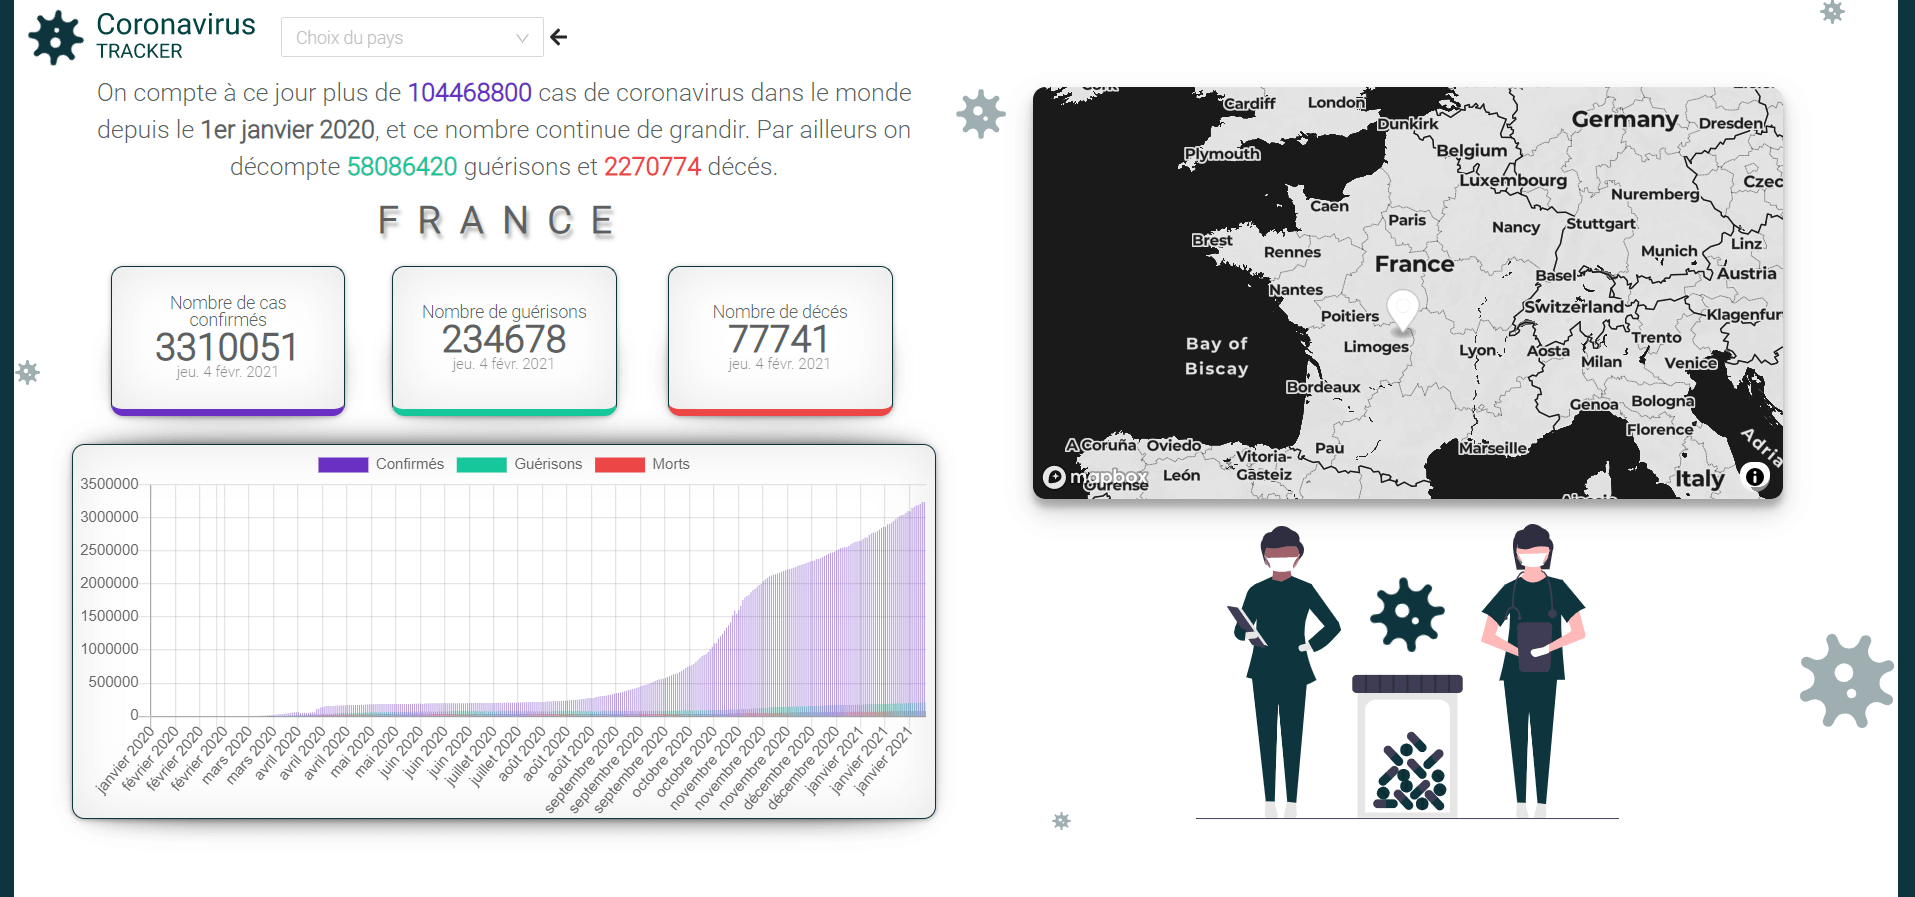 Coronavirus
TRACKER
Choix du pays
On compte à ce jour plus de 104468800 cas de coronavirus dans le monde
depuis le 1er janvier 2020, et ce nombre continue de grandir. Par ailleurs on
décompte 58086420 guérisons et 2270774 décés.
FRANCE
Nombre de cas
confirmés
3310051
jeu. 4 févr. 2021
Nombre de guérisons
234678
jeu. 4 févr. 2021
Nombre de décés
77741
jeu. 4 févr. 2021
Confirmés Guérisons Morts
3500000
3000000
2500000
2000000
1500000
1000000
500000
0
janvier 2020
février 2020
février 2020
février 2020
mars 2020
mars 2020
avril 2020
avril 2020
avril 2020
mai 2020
mai 2020
juin 2020
juin 2020
juin 2020
juillet 2020
juillet 2020
août 2020
août 2020
août 2020
septembre 2020
septembre 2020
septembre 2020
octobre 2020
octobre 2020
novembre 2020
novembre 2020
novembre 2020
décembre 2020
décembre 2020
janvier 2021
janvier 2021
janvier 2021
Cardiff London
Germany Dresden
Dunkirk
Plymouth
Belgium
Luxembourg
Czec
Nuremberg
Caen
Paris
Nancy Stuttgart
Brest
Rennes
Munich Linz
France
Basel Austria
Nantes
Poitiers
Switzerland Klagenfur
Limoges Lyon Aosta Trento
Bay of
Biscay
Milan Venice
Bordeaux
Genoa Bologna
Florence
A Coruña Oviedo
Vitoria-
Gasteiz
Pau
Marseille
Adria
León
mapbox
Ourense
Italy